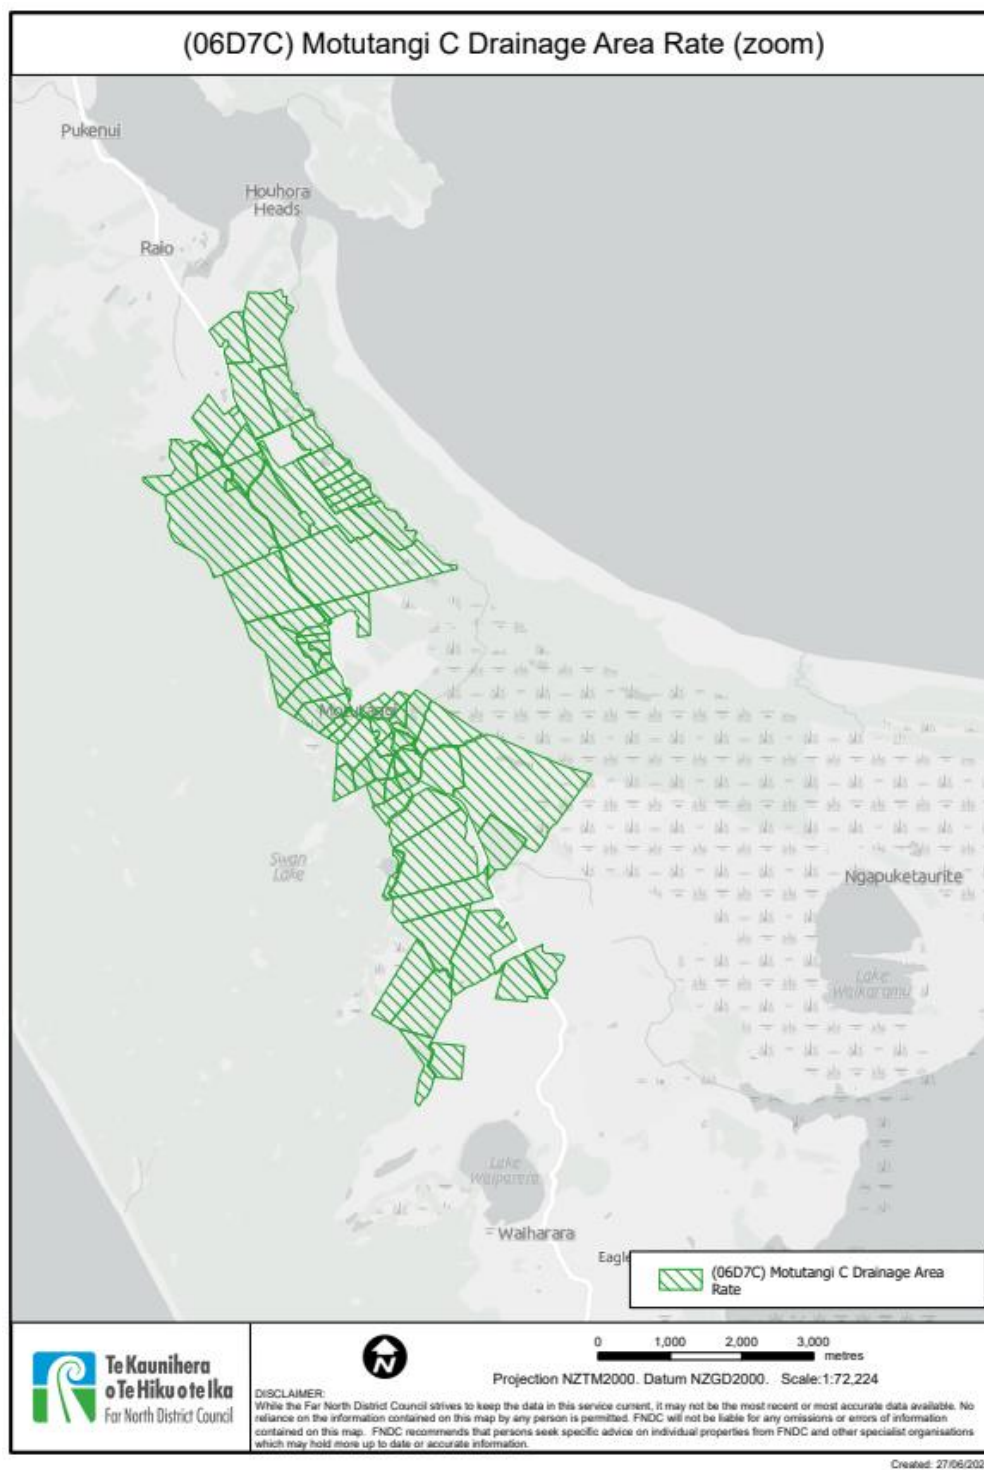 (06D7C) Motutangi C Drainage Area Rate (zoom)
Pukenui
Houhora
Heads
Raio
Motutangi
Swan
Lake
Ngapuketaurite
Lake
Waikaramu
Lake
Waiparera
Waiharara
Eagle
(06D7C) Motutangi C Drainage Area
Rate
Te Kaunihera
o Te Hiku o te Ika
Far North District Council
N
0 1,000 2,000 3,000
metres
Projection NZTM2000. Datum NZGD2000. Scale:1:72,224
DISCLAIMER:
While the Far North District Council strives to keep the data in this service current, it may not be the most recent or most accurate data available. No
reliance on the information contained on this map by any person is permitted. FNDC will not be liable for any omissions or errors of information
contained on this map. FNDC recommends that persons seek specific advice on individual properties from FNDC and other specialist organisations
which may hold more up to date or accurate information.
Created: 27/06/202